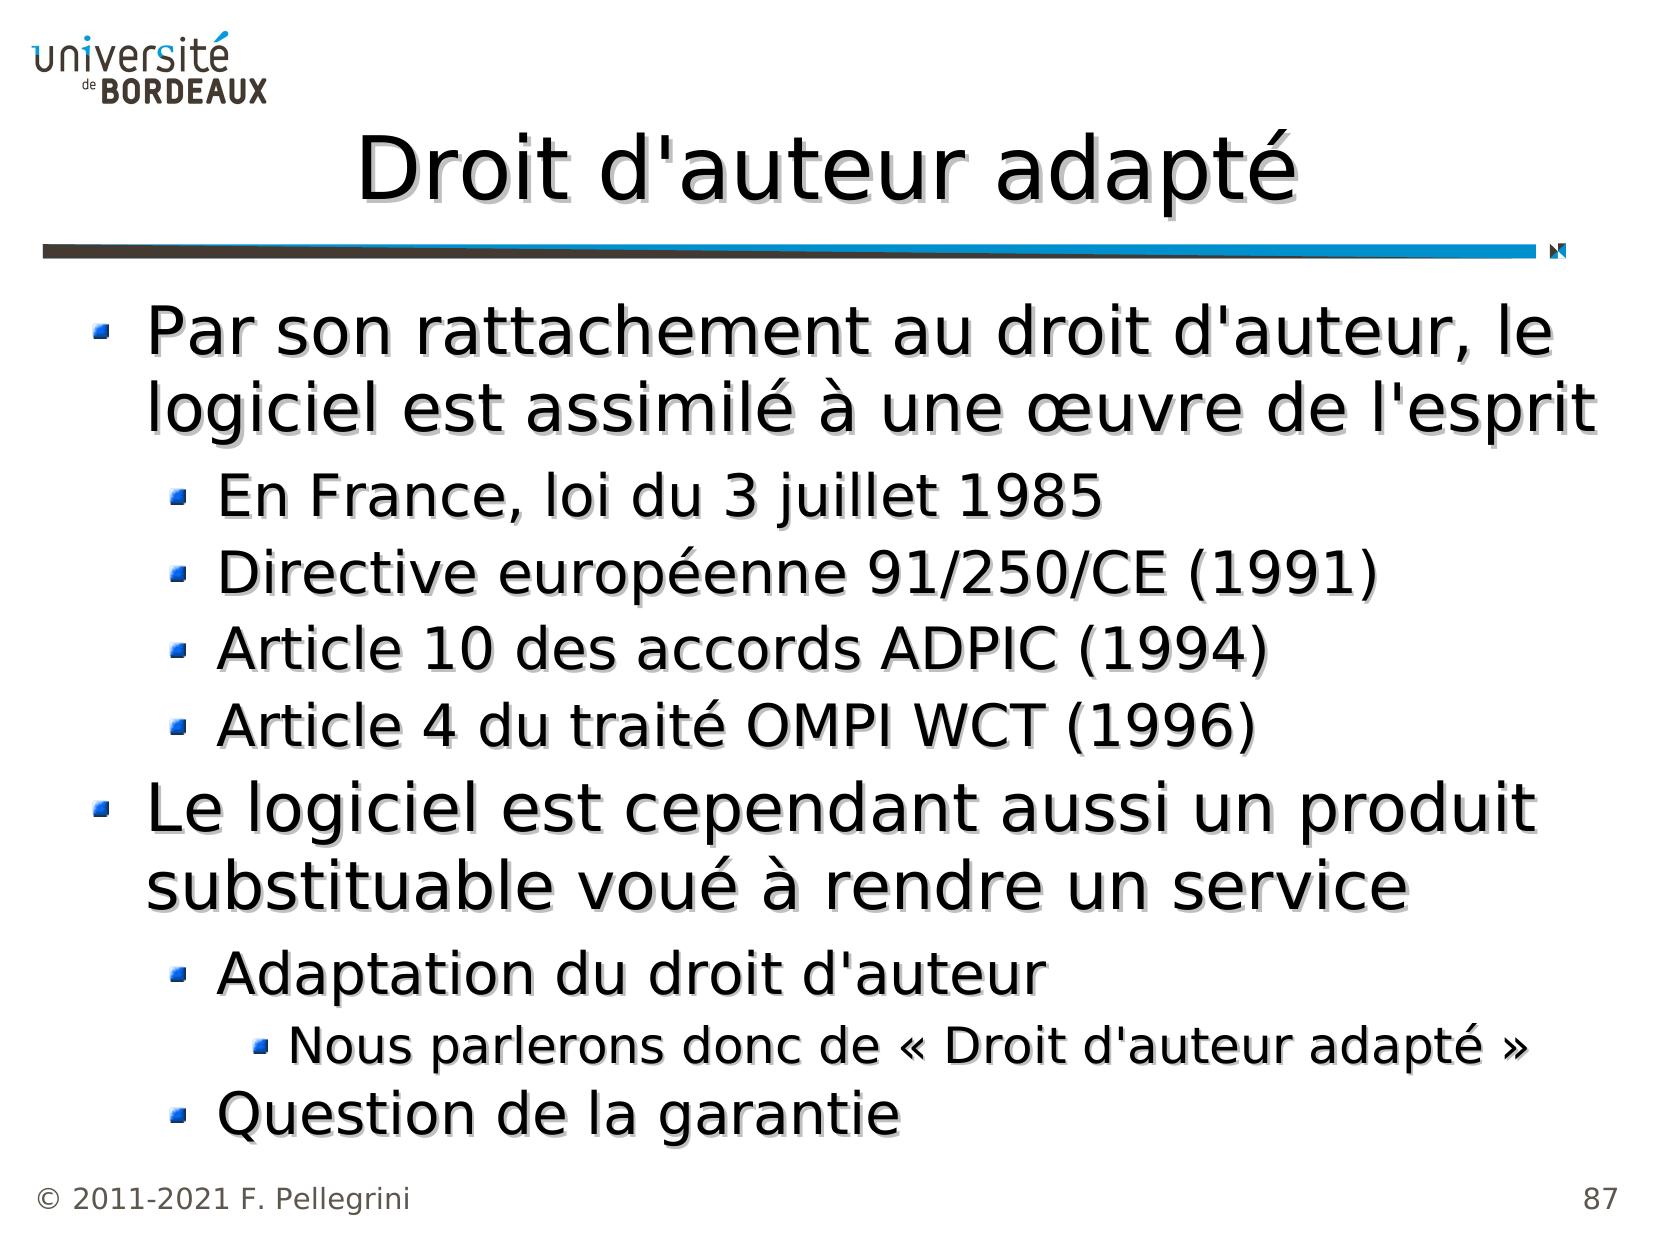 université
de BORDEAUX
Droit d'auteur adapté
Par son rattachement au droit d'auteur, le
logiciel est assimilé à une œuvre de l'esprit
En France, loi du 3 juillet 1985
Directive européenne 91/250/CE (1991)
Article 10 des accords ADPIC (1994)
Article 4 du traité OMPI WCT (1996)
Le logiciel est cependant aussi un produit
substituable voué à rendre un service
Adaptation du droit d'auteur
Nous parlerons donc de « Droit d'auteur adapté »
Question de la garantie
© 2011-2021 F. Pellegrini
87